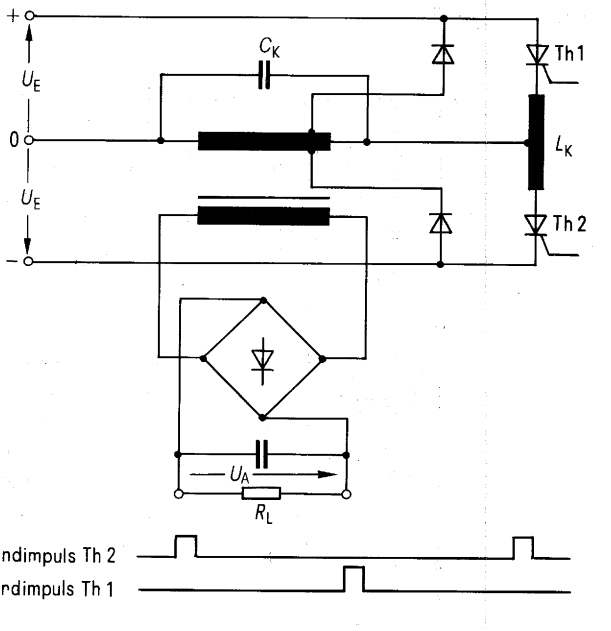 +
C_K
Th 1
U_E
0
L_K
U_E
Th 2
–
U_A
R_L
ndimpuls Th 2
ndimpuls Th 1